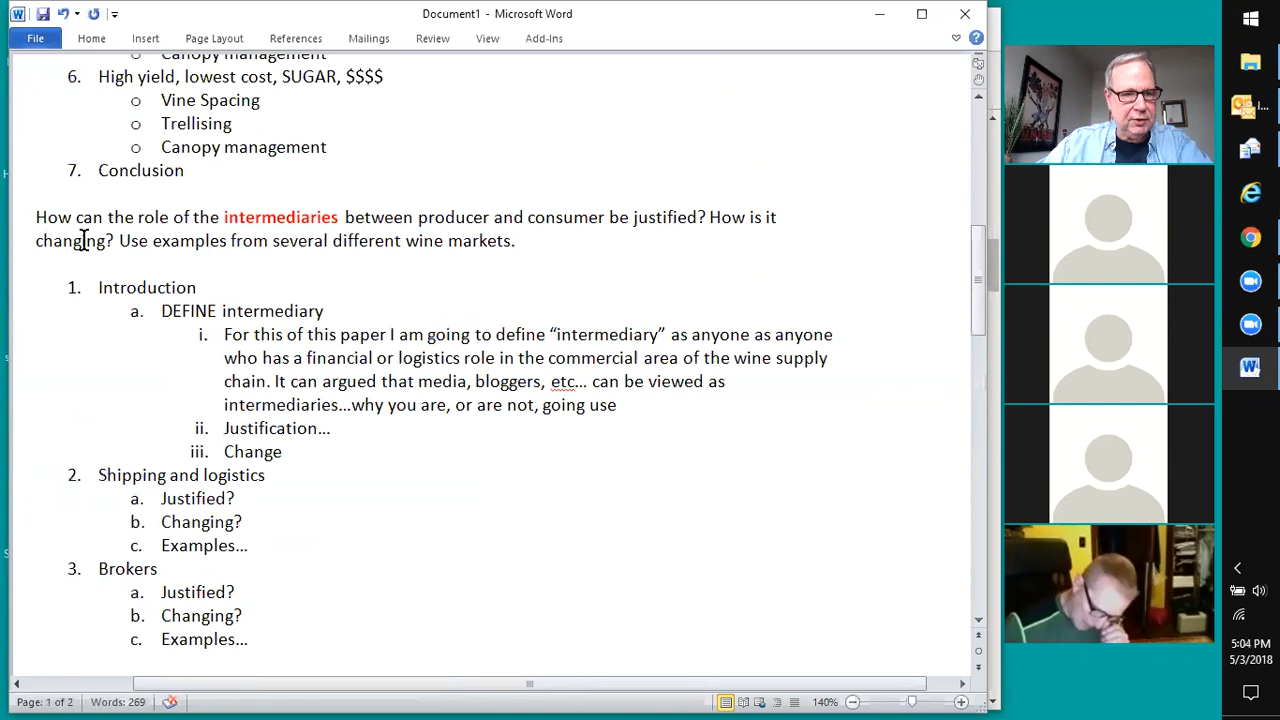 Document1 - Microsoft Word
File Home Insert Page Layout References Mailings Review View Add-Ins
o Canopy management
6. High yield, lowest cost, SUGAR, $$$$
o Vine Spacing
o Trellising
o Canopy management
7. Conclusion
How can the role of the intermediaries between producer and consumer be justified? How is it
changing? Use examples from several different wine markets.
1. Introduction
a. DEFINE intermediary
i. For this of this paper I am going to define “intermediary” as anyone as anyone
who has a financial or logistics role in the commercial area of the wine supply
chain. It can argued that media, bloggers, etc… can be viewed as
intermediaries…why you are, or are not, going use
ii. Justification…
iii. Change
2. Shipping and logistics
a. Justified?
b. Changing?
c. Examples…
3. Brokers
a. Justified?
b. Changing?
c. Examples…
Page: 1 of 2 Words: 269 140%
5:04 PM
5/3/2018